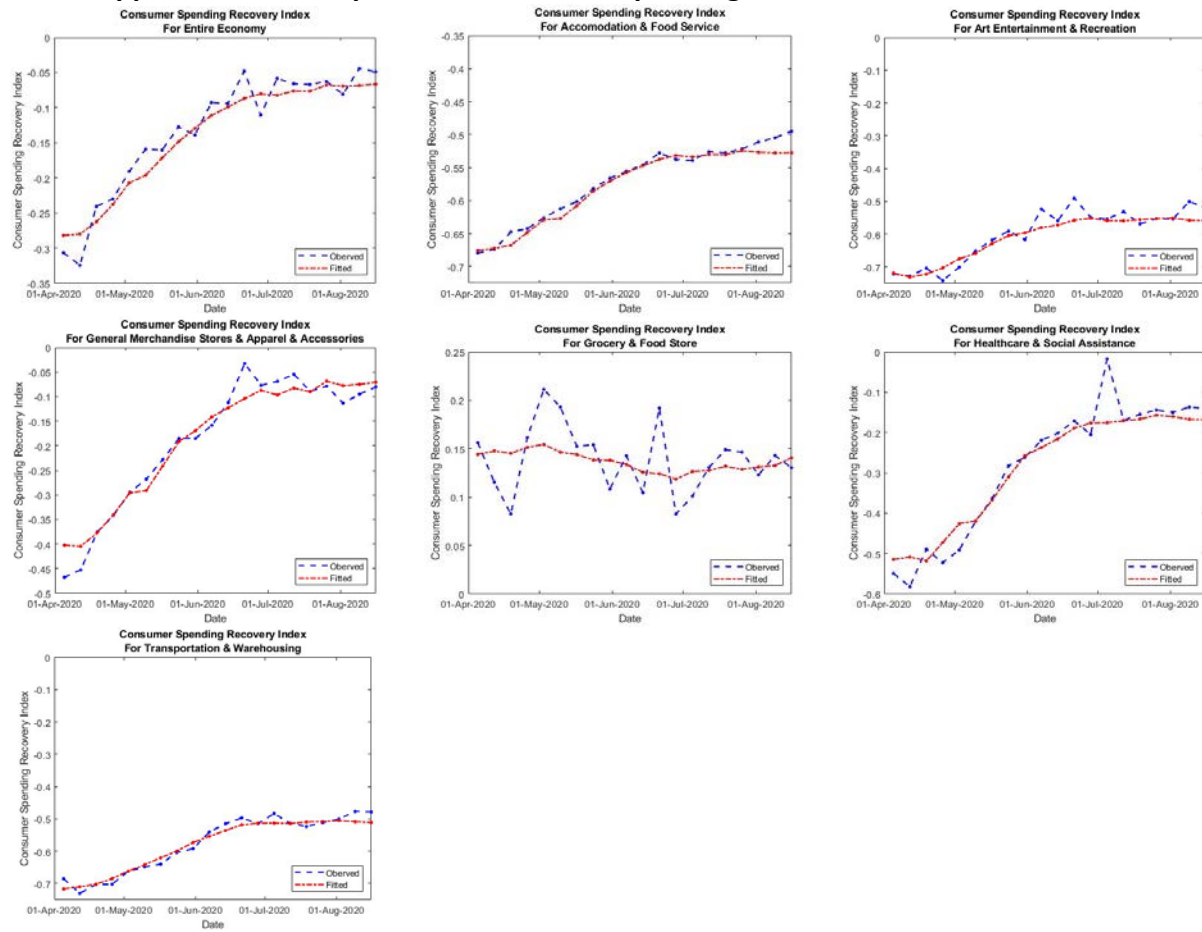 Consumer Spending Recovery Index
For Entire Economy
Consumer Spending Recovery Index
0
-0.05
-0.1
-0.15
-0.2
-0.25
-0.3
-0.35
Oberved
Fitted
01-Apr-2020 01-May-2020 01-Jun-2020 01-Jul-2020 01-Aug-2020
Date
Consumer Spending Recovery Index
For Accomodation & Food Service
Consumer Spending Recovery Index
-0.35
-0.4
-0.45
-0.5
-0.55
-0.6
-0.65
-0.7
Oberved
Fitted
01-Apr-2020 01-May-2020 01-Jun-2020 01-Jul-2020 01-Aug-2020
Date
Consumer Spending Recovery Index
For Art Entertainment & Recreation
Consumer Spending Recovery Index
0
-0.1
-0.2
-0.3
-0.4
-0.5
-0.6
-0.7
Oberved
Fitted
01-Apr-2020 01-May-2020 01-Jun-2020 01-Jul-2020 01-Aug-2020
Date
Consumer Spending Recovery Index
For General Merchandise Stores & Apparel & Accessories
Consumer Spending Recovery Index
0
-0.05
-0.1
-0.15
-0.2
-0.25
-0.3
-0.35
-0.4
-0.45
-0.5
Oberved
Fitted
01-Apr-2020 01-May-2020 01-Jun-2020 01-Jul-2020 01-Aug-2020
Date
Consumer Spending Recovery Index
For Grocery & Food Store
Consumer Spending Recovery Index
0.25
0.2
0.15
0.1
0.05
0
Oberved
Fitted
01-Apr-2020 01-May-2020 01-Jun-2020 01-Jul-2020 01-Aug-2020
Date
Consumer Spending Recovery Index
For Healthcare & Social Assistance
Consumer Spending Recovery Index
0
-0.1
-0.2
-0.3
-0.4
-0.5
-0.6
Oberved
Fitted
01-Apr-2020 01-May-2020 01-Jun-2020 01-Jul-2020 01-Aug-2020
Date
Consumer Spending Recovery Index
For Transportation & Warehousing
Consumer Spending Recovery Index
0
-0.1
-0.2
-0.3
-0.4
-0.5
-0.6
-0.7
Oberved
Fitted
01-Apr-2020 01-May-2020 01-Jun-2020 01-Jul-2020 01-Aug-2020
Date